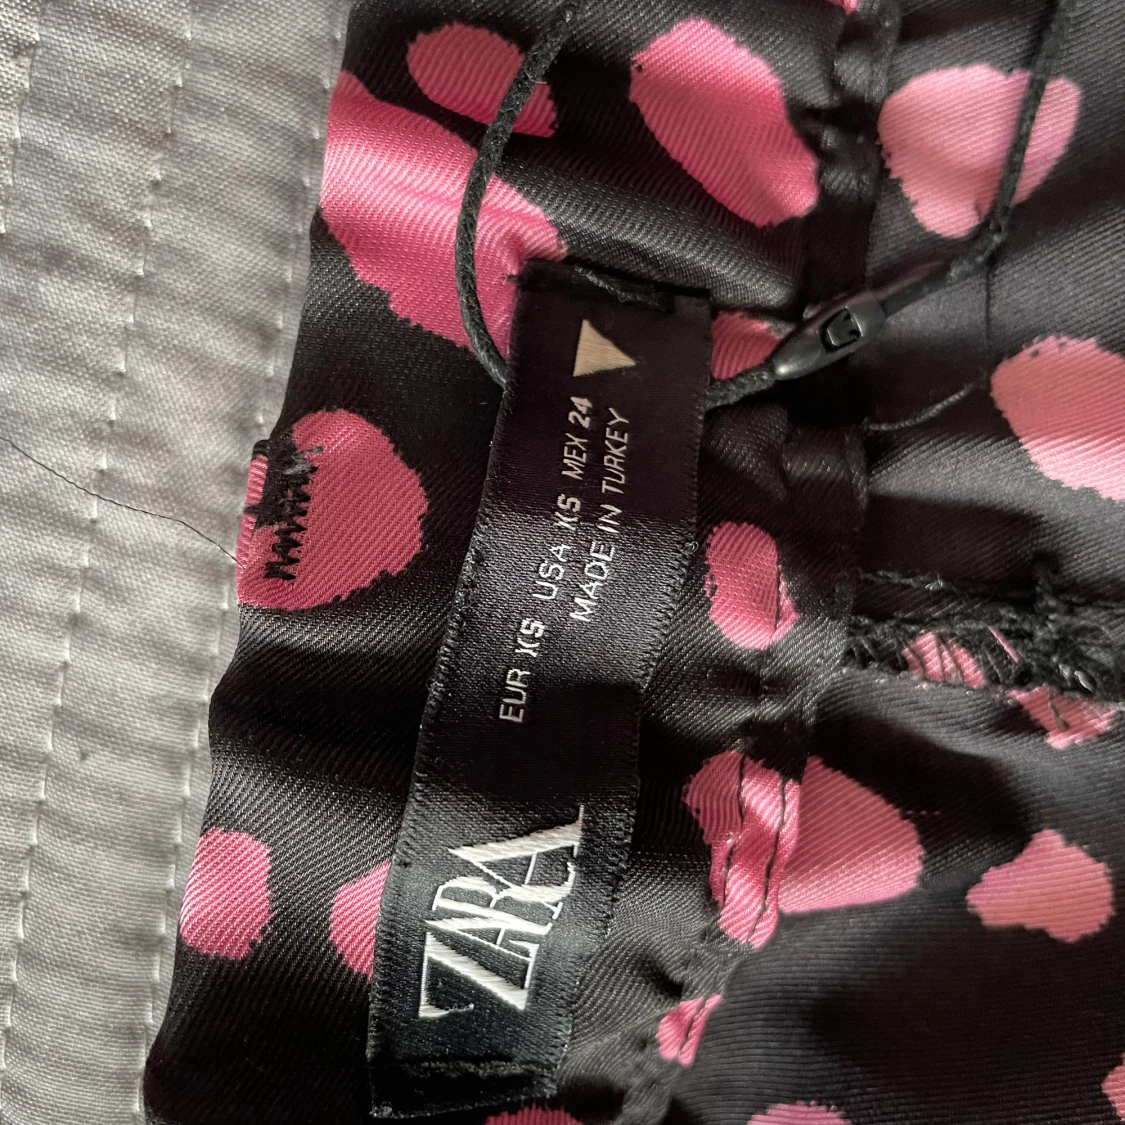 ZARA
EUR XS USA XS MEX 24
MADE IN TURKEY